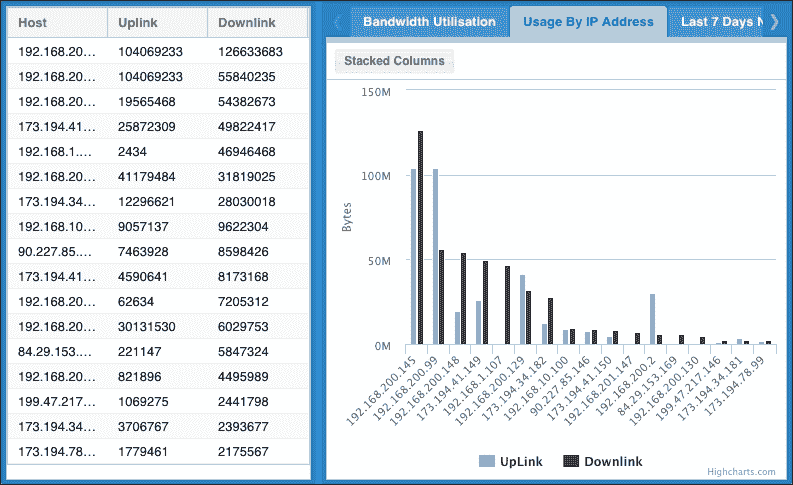 Host Uplink Downlink
192.168.20... 104069233 126633683
192.168.20... 104069233 55840235
192.168.20... 19565468 54382673
173.194.41... 25872309 49822417
192.168.1.... 2434 46946468
192.168.20... 41179484 31819025
173.194.34... 12296621 28030018
192.168.10... 9057137 9622304
90.227.85.... 7463928 8598426
173.194.41... 4590641 8173168
192.168.20... 62634 7205312
192.168.20... 30131530 6029753
84.29.153.... 221147 5847324
192.168.20... 821896 4495989
199.47.217... 1069275 2441798
173.194.34... 3706767 2393677
173.194.78... 1779461 2175567
Bandwidth Utilisation Usage By IP Address Last 7 Days N
Stacked Columns
150M
100M
50M
0M
Bytes
192.168.200.145
192.168.200.99
192.168.200.148
173.194.41.149
192.168.1.107
192.168.200.129
173.194.34.182
192.168.10.100
90.227.85.146
173.194.41.150
192.168.201.147
192.168.200.2
84.29.153.169
192.168.200.130
199.47.217.146
173.194.34.181
173.194.78.99
UpLink Downlink
Highcharts.com